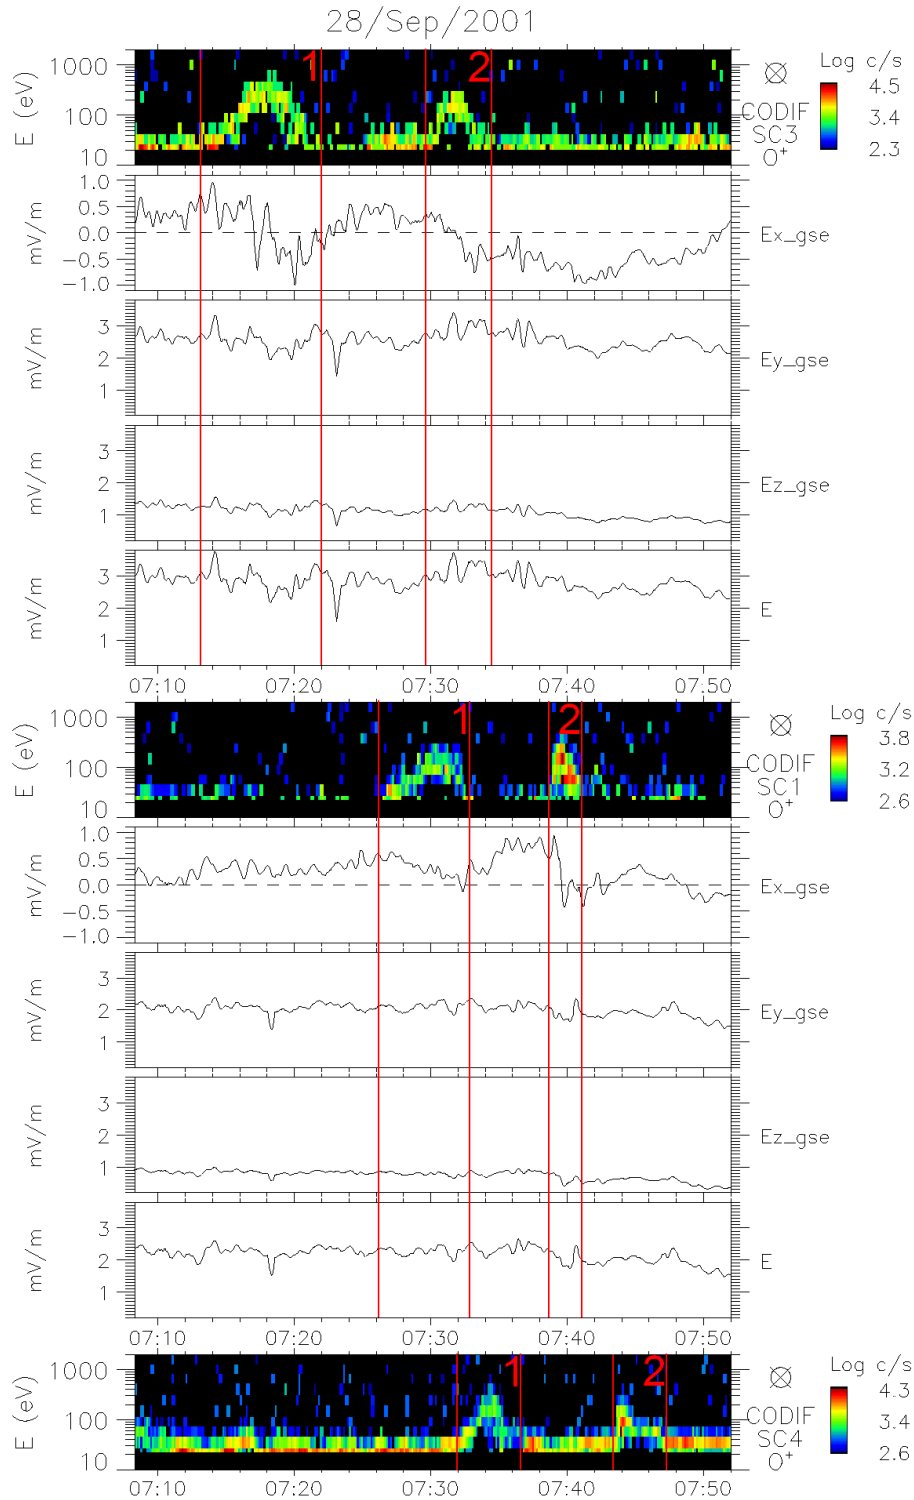 28/Sep/2001
1 2
E (eV)
1000
100
10
CODIF
SC3
O+
Log c/s
4.5
3.4
2.3
mV/m
1.0
0.5
0.0
−0.5
−1.0
Ex_gse
mV/m
3
2
1
Ey_gse
mV/m
3
2
1
Ez_gse
mV/m
3
2
1
E
07:10 07:20 07:30 07:40 07:50
1 2
E (eV)
1000
100
10
CODIF
SC1
O+
Log c/s
3.8
3.2
2.6
mV/m
1.0
0.5
0.0
−0.5
−1.0
Ex_gse
mV/m
3
2
1
Ey_gse
mV/m
3
2
1
Ez_gse
mV/m
3
2
1
E
07:10 07:20 07:30 07:40 07:50
1 2
E (eV)
1000
100
10
CODIF
SC4
O+
Log c/s
4.3
3.4
2.6
07:10 07:20 07:30 07:40 07:50